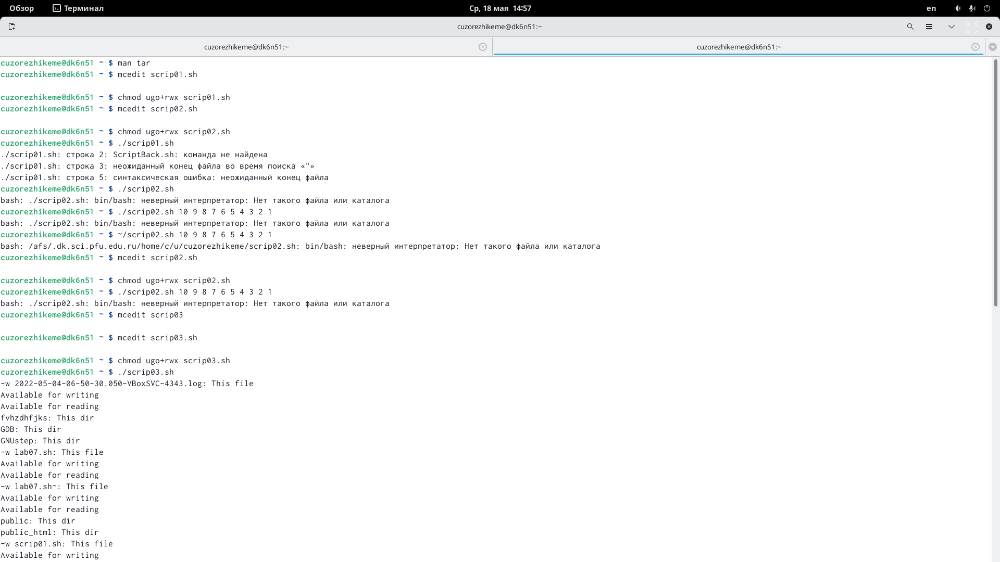 Обзор Терминал Ср, 18 мая 14:57 en
cuzorezhikeme@dk6n51:~
cuzorezhikeme@dk6n51:~ cuzorezhikeme@dk6n51:~
cuzorezhikeme@dk6n51 ~ $ man tar
cuzorezhikeme@dk6n51 ~ $ mcedit scrip01.sh
cuzorezhikeme@dk6n51 ~ $ chmod ugo+rwx scrip01.sh
cuzorezhikeme@dk6n51 ~ $ mcedit scrip02.sh
cuzorezhikeme@dk6n51 ~ $ chmod ugo+rwx scrip02.sh
cuzorezhikeme@dk6n51 ~ $ ./scrip01.sh
./scrip01.sh: строка 2: ScriptBack.sh: команда не найдена
./scrip01.sh: строка 3: неожиданный конец файла во время поиска «"»
./scrip01.sh: строка 5: синтаксическая ошибка: неожиданный конец файла
cuzorezhikeme@dk6n51 ~ $ ./scrip02.sh
bash: ./scrip02.sh: bin/bash: неверный интерпретатор: Нет такого файла или каталога
cuzorezhikeme@dk6n51 ~ $ ./scrip02.sh 10 9 8 7 6 5 4 3 2 1
bash: ./scrip02.sh: bin/bash: неверный интерпретатор: Нет такого файла или каталога
cuzorezhikeme@dk6n51 ~ $ ~/scrip02.sh 10 9 8 7 6 5 4 3 2 1
bash: /afs/.dk.sci.pfu.edu.ru/home/c/u/cuzorezhikeme/scrip02.sh: bin/bash: неверный интерпретатор: Нет такого файла или каталога
cuzorezhikeme@dk6n51 ~ $ mcedit scrip02.sh
cuzorezhikeme@dk6n51 ~ $ chmod ugo+rwx scrip02.sh
cuzorezhikeme@dk6n51 ~ $ ./scrip02.sh 10 9 8 7 6 5 4 3 2 1
bash: ./scrip02.sh: bin/bash: неверный интерпретатор: Нет такого файла или каталога
cuzorezhikeme@dk6n51 ~ $ mcedit scrip03
cuzorezhikeme@dk6n51 ~ $ mcedit scrip03.sh
cuzorezhikeme@dk6n51 ~ $ chmod ugo+rwx scrip03.sh
cuzorezhikeme@dk6n51 ~ $ ./scrip03.sh
-w 2022-05-04-06-50-30.050-VBoxSVC-4343.log: This file
Available for writing
Available for reading
fvhzdhfjks: This dir
GDB: This dir
GNUstep: This dir
-w lab07.sh: This file
Available for writing
Available for reading
-w lab07.sh~: This file
Available for writing
Available for reading
public: This dir
public_html: This dir
-w scrip01.sh: This file
Available for writing